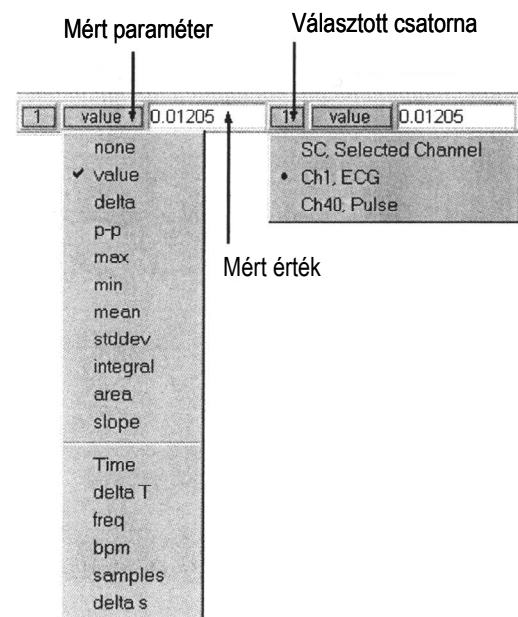 Mért paraméter
Választott csatorna
1 value 0.01205 1 value 0.01205
none
✔ value
delta
p-p
max
min
mean
stddev
integral
area
slope
Time
delta T
freq
bpm
samples
delta s
SC, Selected Channel
• Ch1, ECG
Ch40, Pulse
Mért érték